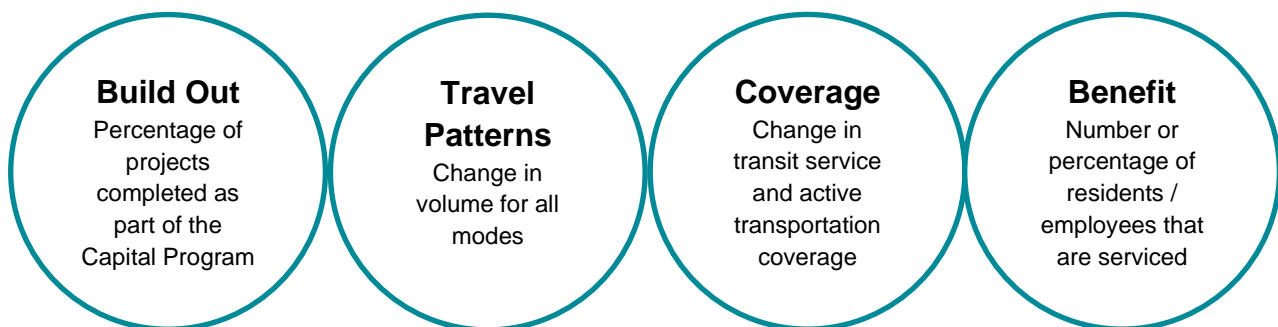 Build Out
Percentage of
projects
completed as
part of the
Capital Program
Travel
Patterns
Change in
volume for all
modes
Coverage
Change in
transit service
and active
transportation
coverage
Benefit
Number or
percentage of
residents /
employees that
are serviced